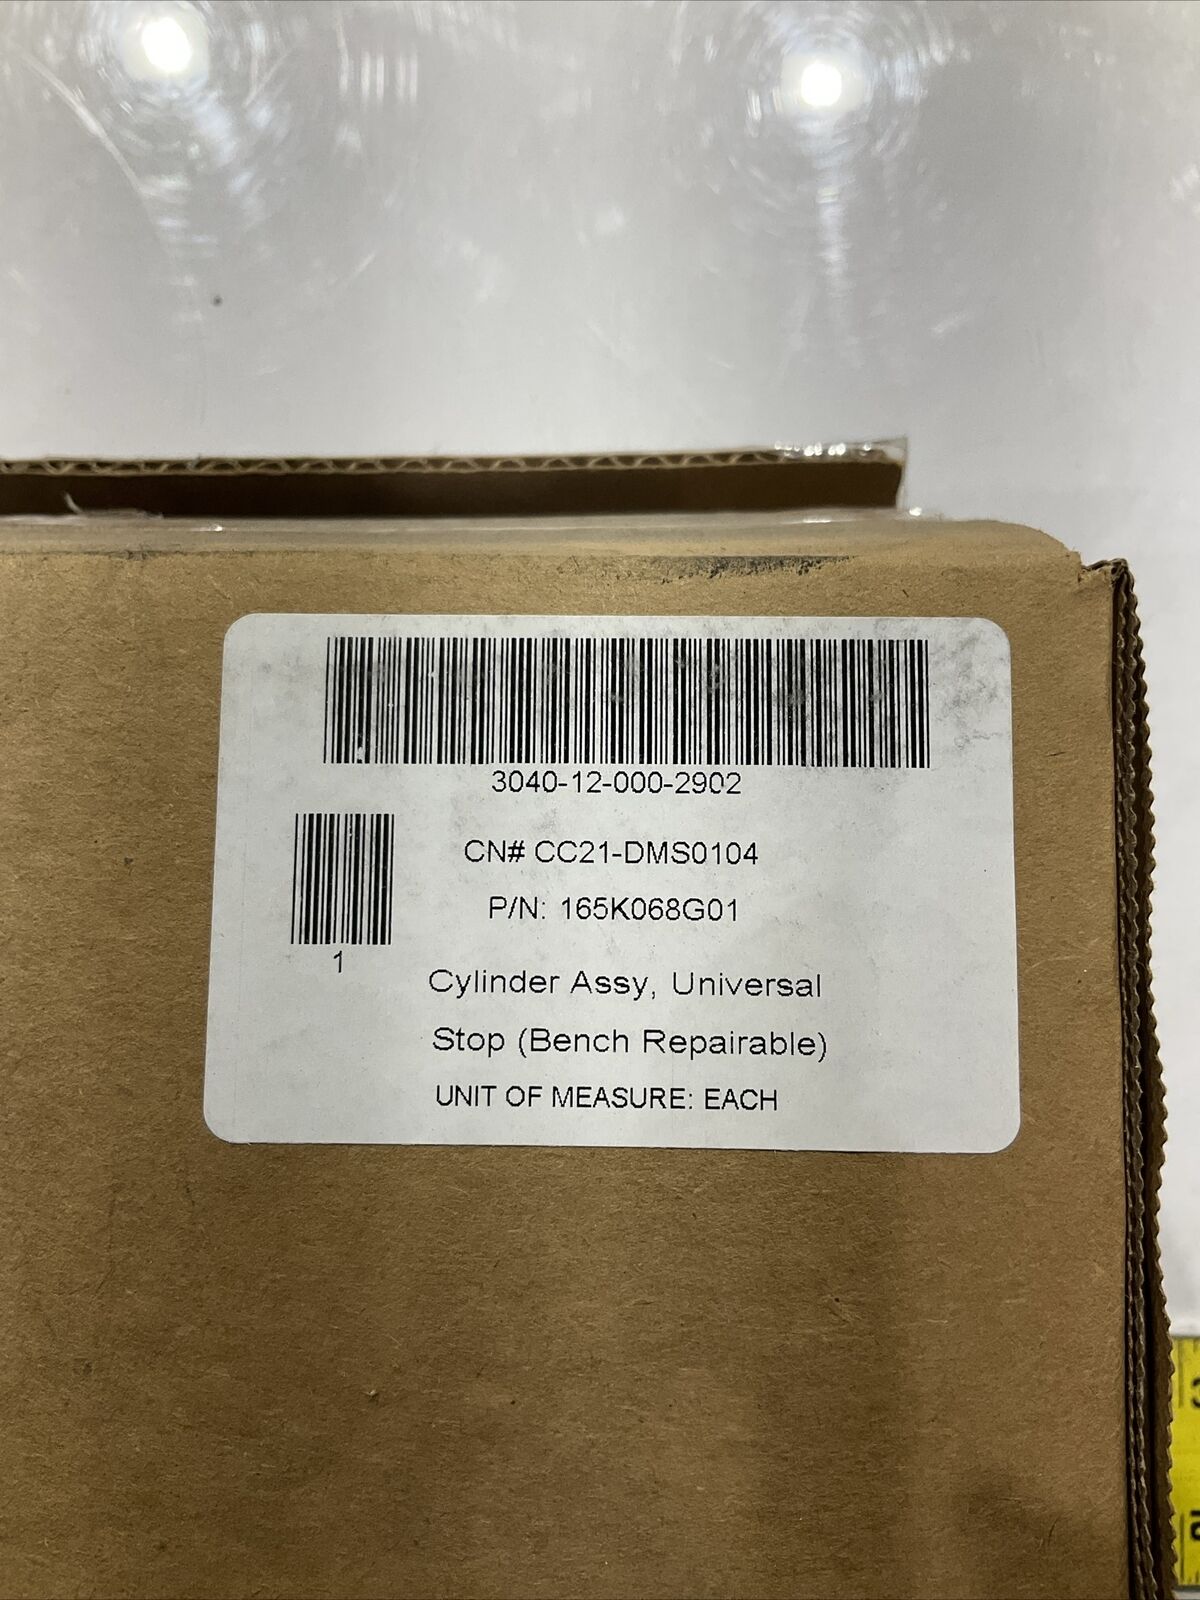 3040-12-000-2902
CN# CC21-DMS0104
P/N: 165K068G01
1
Cylinder Assy, Universal
Stop (Bench Repairable)
UNIT OF MEASURE: EACH